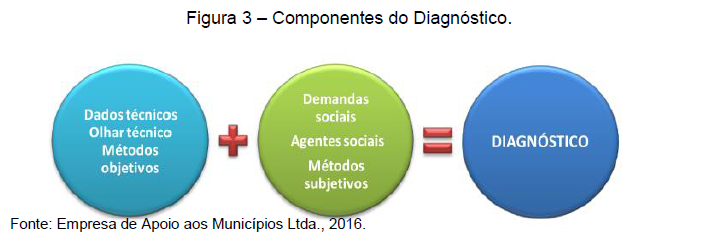 Figura 3 – Componentes do Diagnóstico.
Dados técnicos
Olhar técnico
Métodos
objetivos
Demandas
sociais
Agentes sociais
Métodos
subjetivos
DIAGNÓSTICO
Fonte: Empresa de Apoio aos Municípios Ltda., 2016.